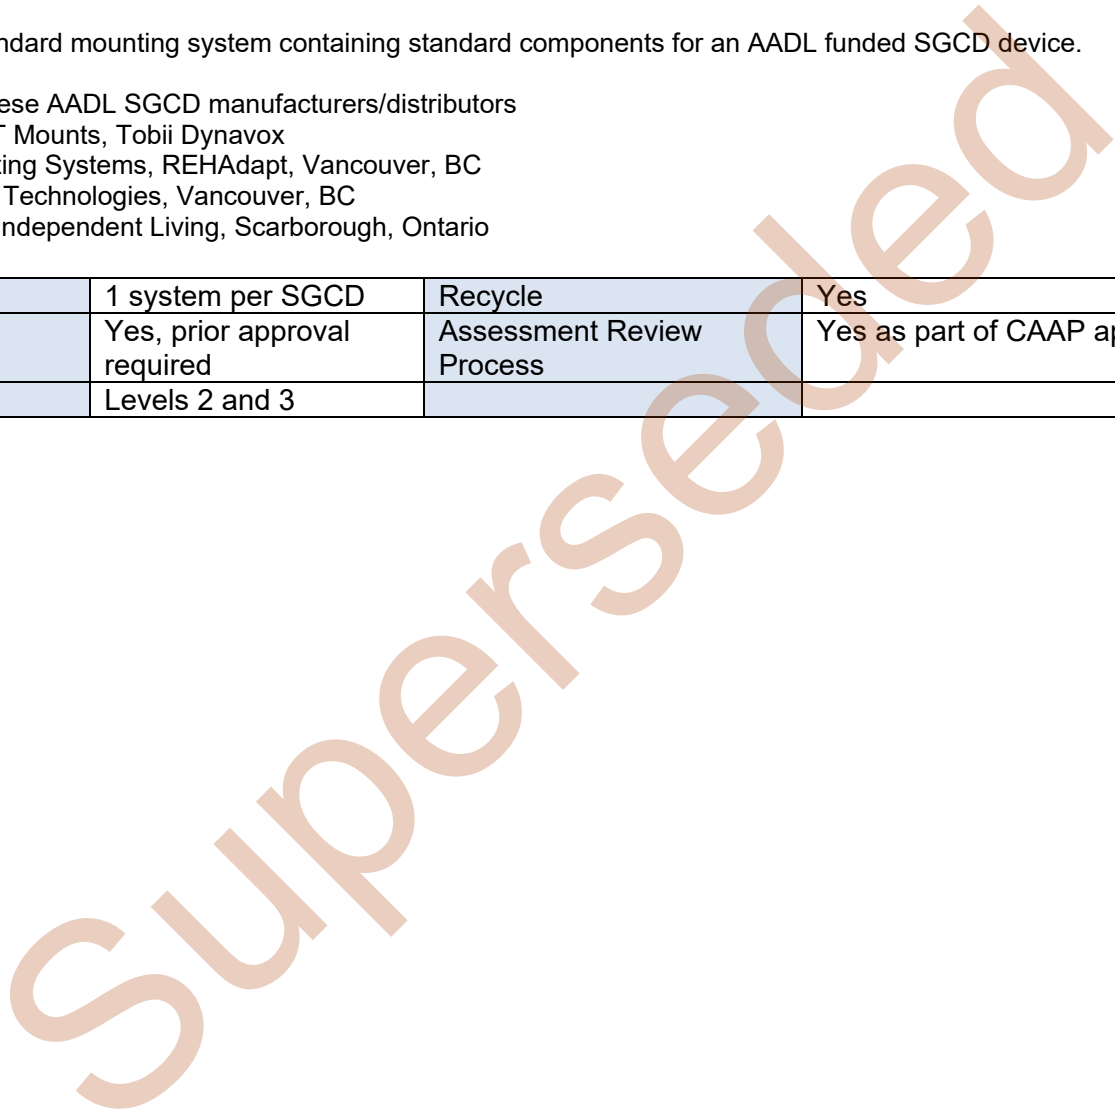 ndard mounting system containing standard components for an AADL funded SGCD device.
ese AADL SGCD manufacturers/distributors
T Mounts, Tobii Dynavox
ting Systems, REHAdapt, Vancouver, BC
Technologies, Vancouver, BC
ndependent Living, Scarborough, Ontario
1 system per SGCD Recycle Yes
Yes, prior approval Assessment Review Yes as part of CAAP ap
required Process
Levels 2 and 3
Superseded